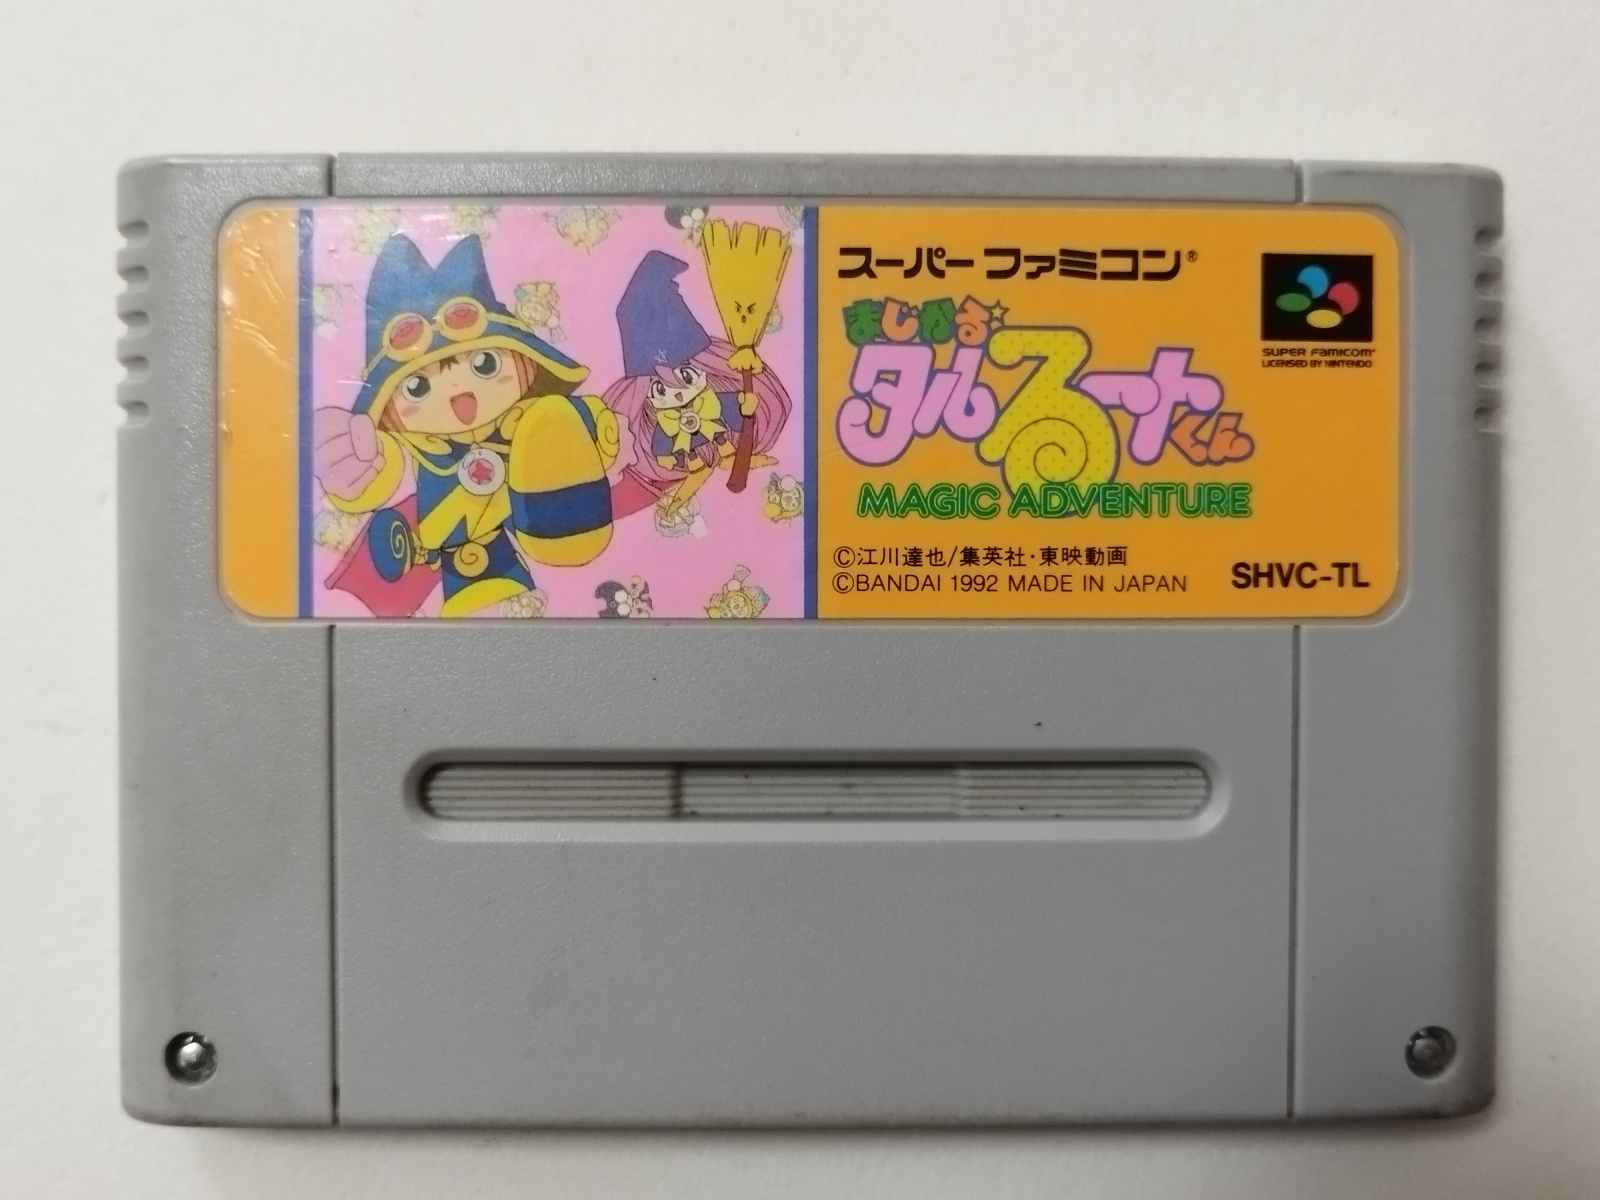 スーパーファミコン®
まじかる☆
タルるートくん
MAGIC ADVENTURE
©江川達也/集英社・東映動画
©BANDAI 1992 MADE IN JAPAN
SHVC-TL
SUPER FAMICOM
LICENSED BY NINTENDO